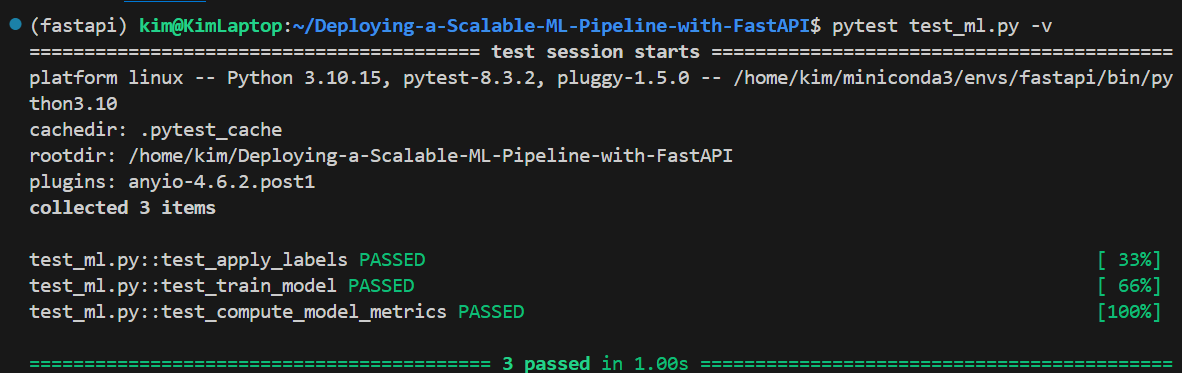 (fastapi) kim@KimLaptop:~/Deploying-a-Scalable-ML-Pipeline-with-FastAPI$ pytest test_ml.py -v
========================================= test session starts ==========================================
platform linux -- Python 3.10.15, pytest-8.3.2, pluggy-1.5.0 -- /home/kim/miniconda3/envs/fastapi/bin/py
thon3.10
cachedir: .pytest_cache
rootdir: /home/kim/Deploying-a-Scalable-ML-Pipeline-with-FastAPI
plugins: anyio-4.6.2.post1
collected 3 items
test_ml.py::test_apply_labels PASSED [ 33%]
test_ml.py::test_train_model PASSED [ 66%]
test_ml.py::test_compute_model_metrics PASSED [100%]
========================================== 3 passed in 1.00s ===========================================